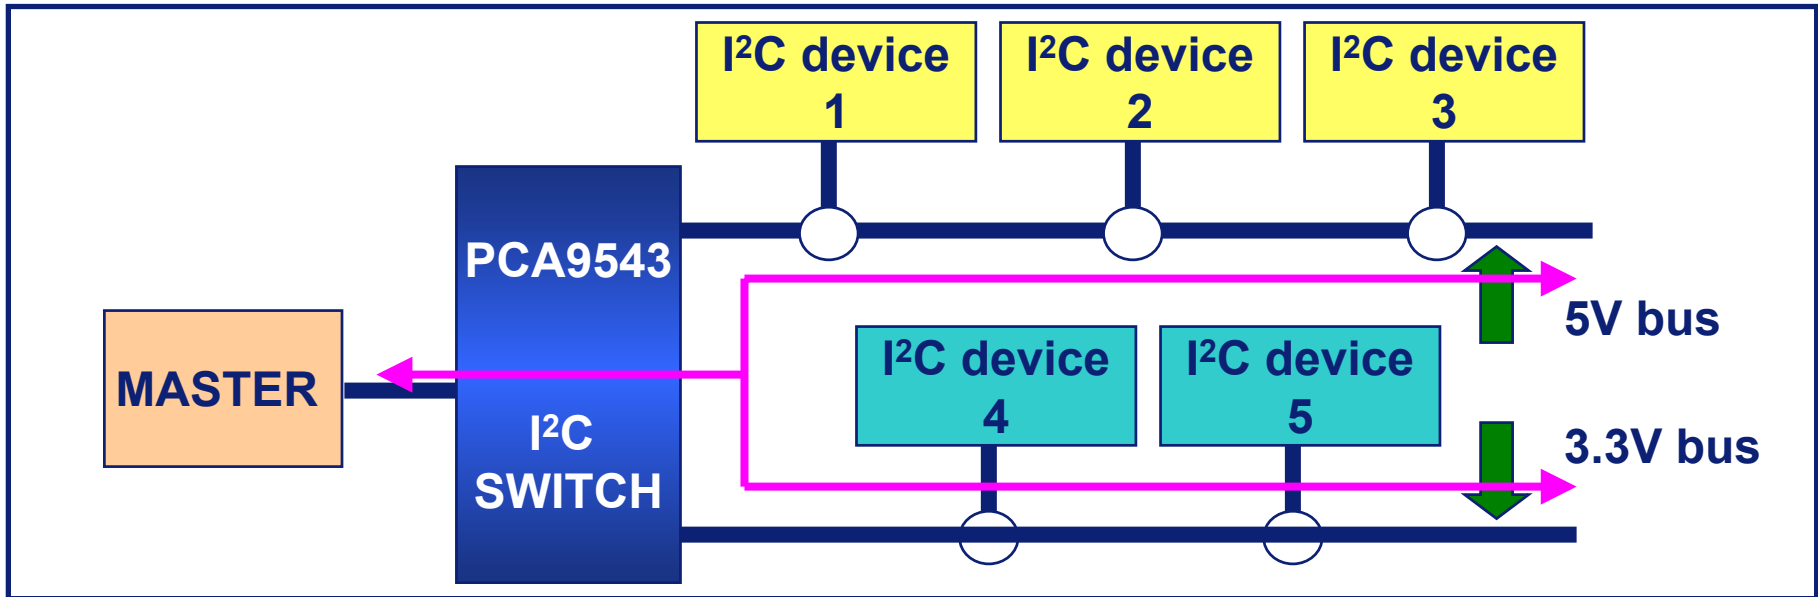 I²C device
1
I²C device
2
I²C device
3
PCA9543
I²C
SWITCH
MASTER
5V bus
I²C device
4
I²C device
5
3.3V bus